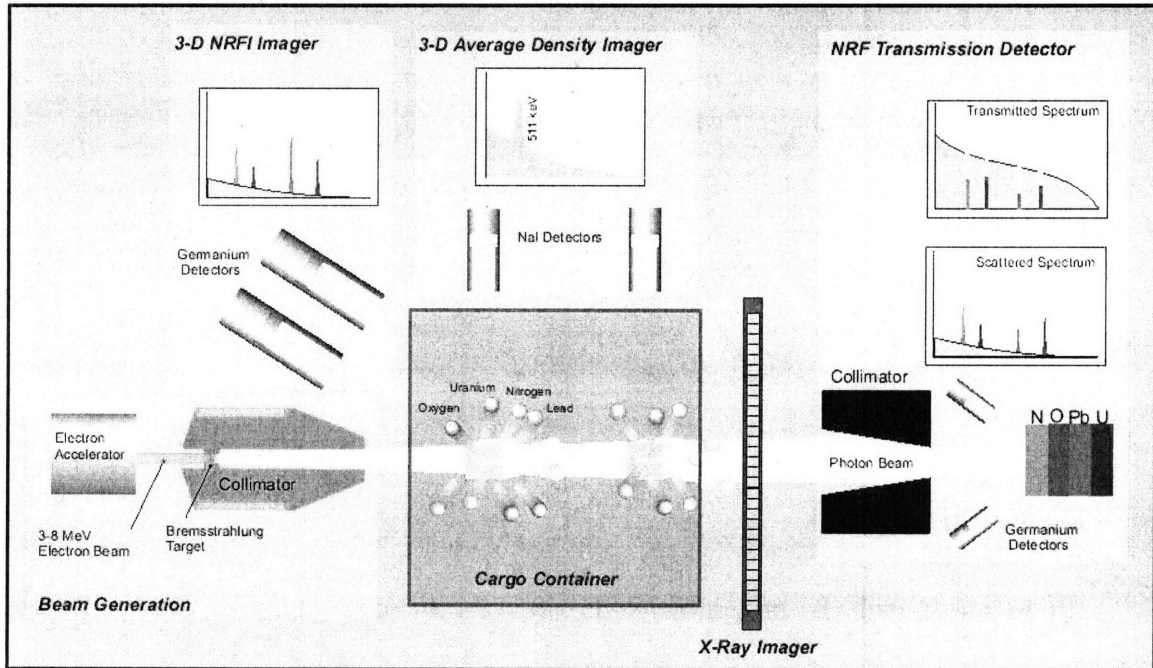 3-D NRFI Imager
3-D Average Density Imager
NRF Transmission Detector
511 keV
Transmitted Spectrum
Germanium
Detectors
NaI Detectors
Scattered Spectrum
Uranium
Nitrogen
Oxygen
Lead
Collimator
N O Pb U
Electron
Accelerator
Collimator
Photon Beam
3-8 MeV
Electron Beam
Bremsstrahlung
Target
Germanium
Detectors
Cargo Container
Beam Generation
X-Ray Imager